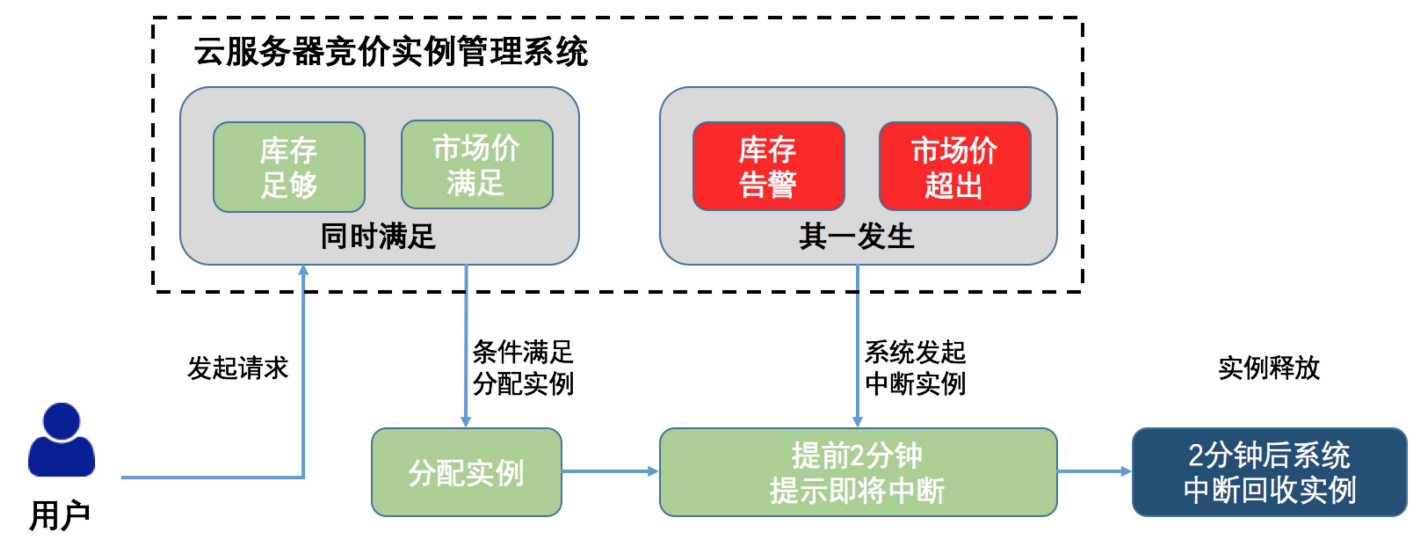 云服务器竞价实例管理系统
库存
足够
市场价
满足
同时满足
库存
告警
市场价
超出
其一发生
发起请求
条件满足
分配实例
系统发起
中断实例
实例释放
用户
分配实例
提前2分钟
提示即将中断
2分钟后系统
中断回收实例